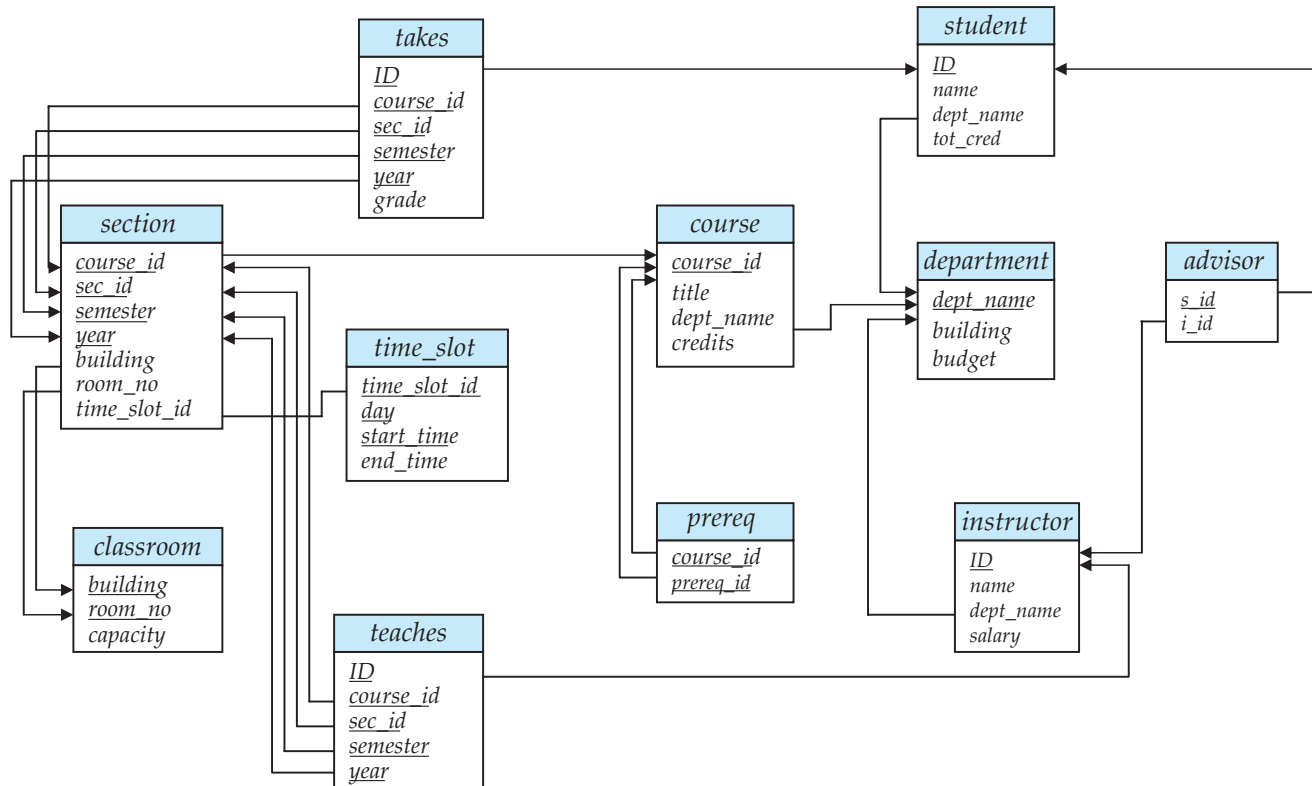 takes
ID
course_id
sec_id
semester
year
grade
student
ID
name
dept_name
tot_cred
section
course_id
sec_id
semester
year
building
room_no
time_slot_id
course
course_id
title
dept_name
credits
department
dept_name
building
budget
advisor
s_id
i_id
time_slot
time_slot_id
day
start_time
end_time
classroom
building
room_no
capacity
prereq
course_id
prereq_id
instructor
ID
name
dept_name
salary
teaches
ID
course_id
sec_id
semester
year